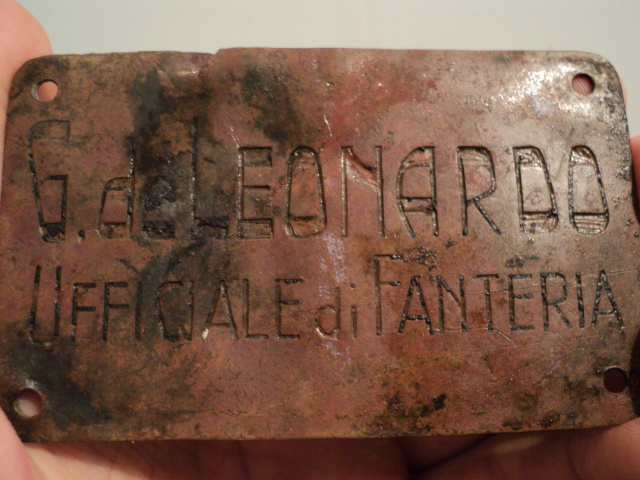 G. de LEONARDO
UFFICIALE di FANTERIA